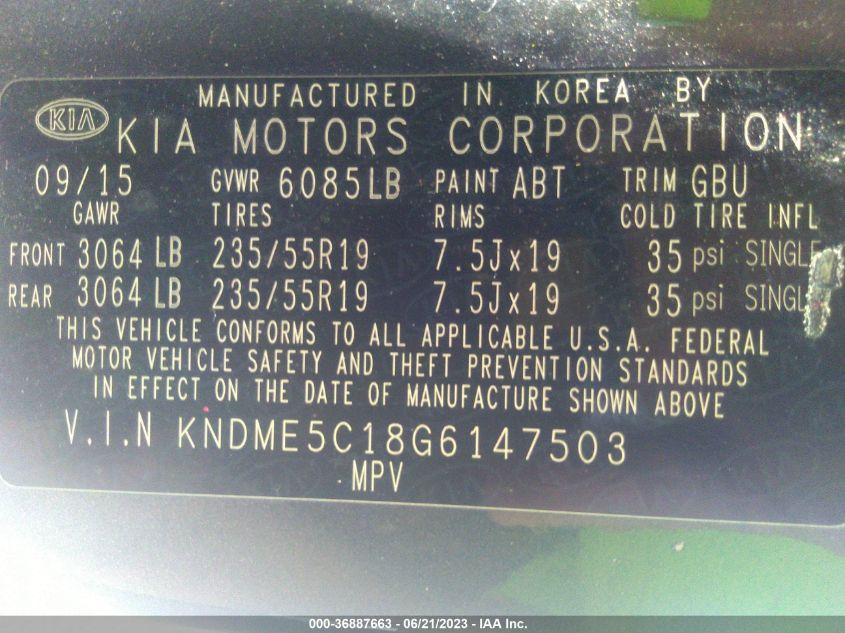 MANUFACTURED IN. KOREA BY
KIA KIA MOTORS CORPORATION
09/15 GVWR 6085LB PAINT ABT TRIM GBU
GAWR TIRES RIMS COLD TIRE INFL
FRONT 3064 LB 235/55R19 7.5Jx19 35 psi SINGLE
REAR 3064 LB 235/55R19 7.5Jx19 35 psi SINGL
THIS VEHICLE CONFORMS TO ALL APPLICABLE U.S.A. FEDERAL
MOTOR VEHICLE SAFETY AND THEFT PREVENTION STANDARDS
IN EFFECT ON THE DATE OF MANUFACTURE SHOWN ABOVE
V.I.N KNDME5C18G6147503
MPV
000-36887663 - 06/21/2023 - IAA Inc.